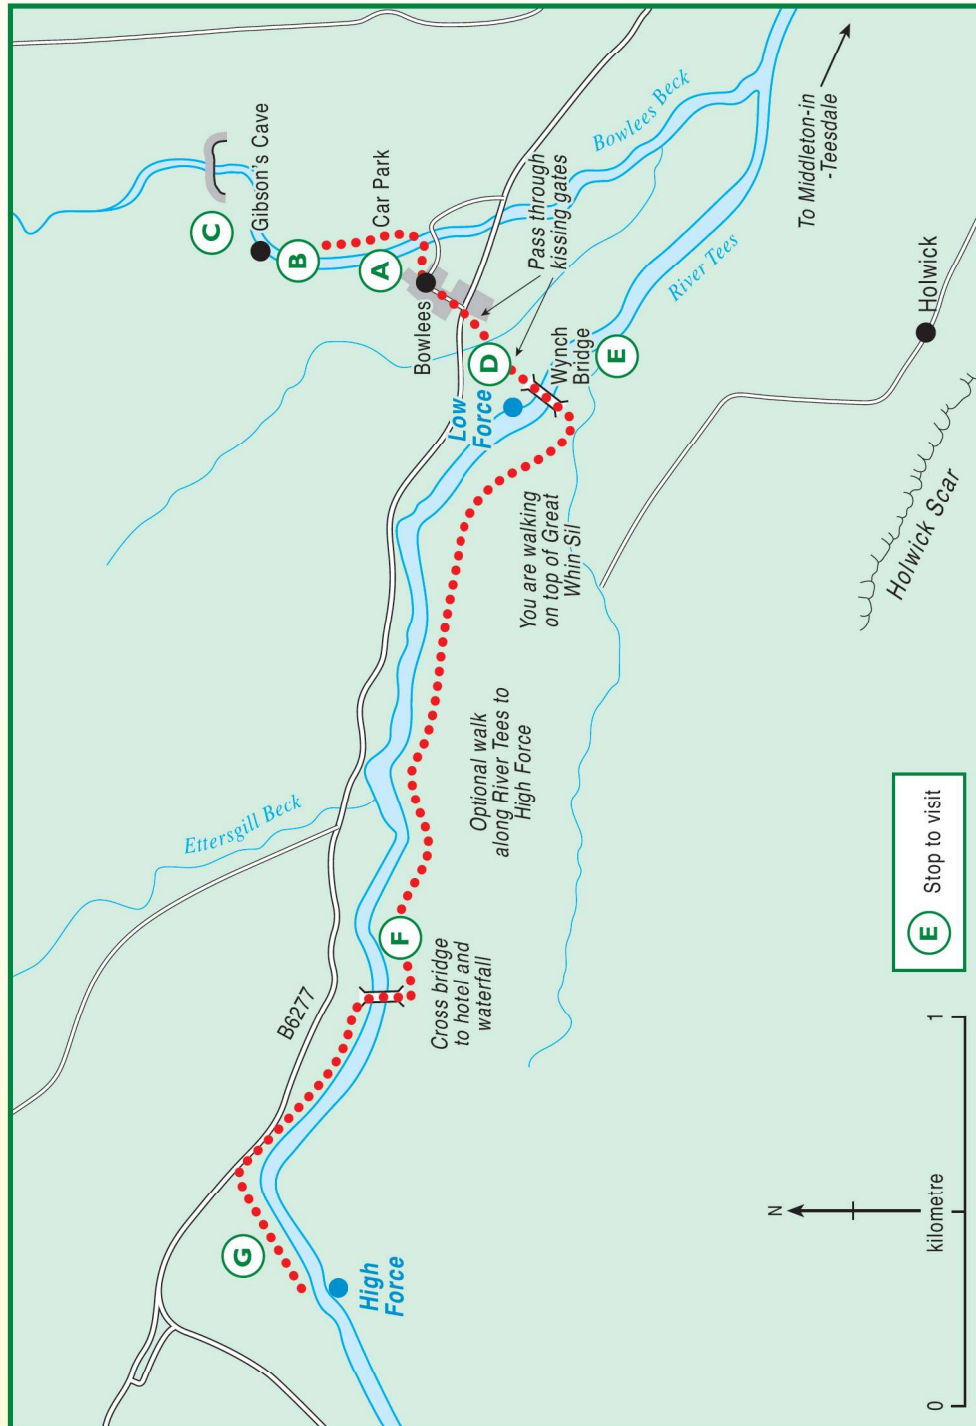 B6277
Ettersgill Beck
G
High
Force
Cross bridge
to hotel and
waterfall
F
Optional walk
along River Tees to
High Force
You are walking
on top of Great
Whin Sil
Low
Force
D
Wynch
Bridge
E
Pass through
kissing gates
Bowlees
A
Car Park
B
Gibson's Cave
C
Bowlees Beck
River Tees
To Middleton-in
-Teesdale
Holwick
Holwick Scar
N
0
kilometre
1
E Stop to visit